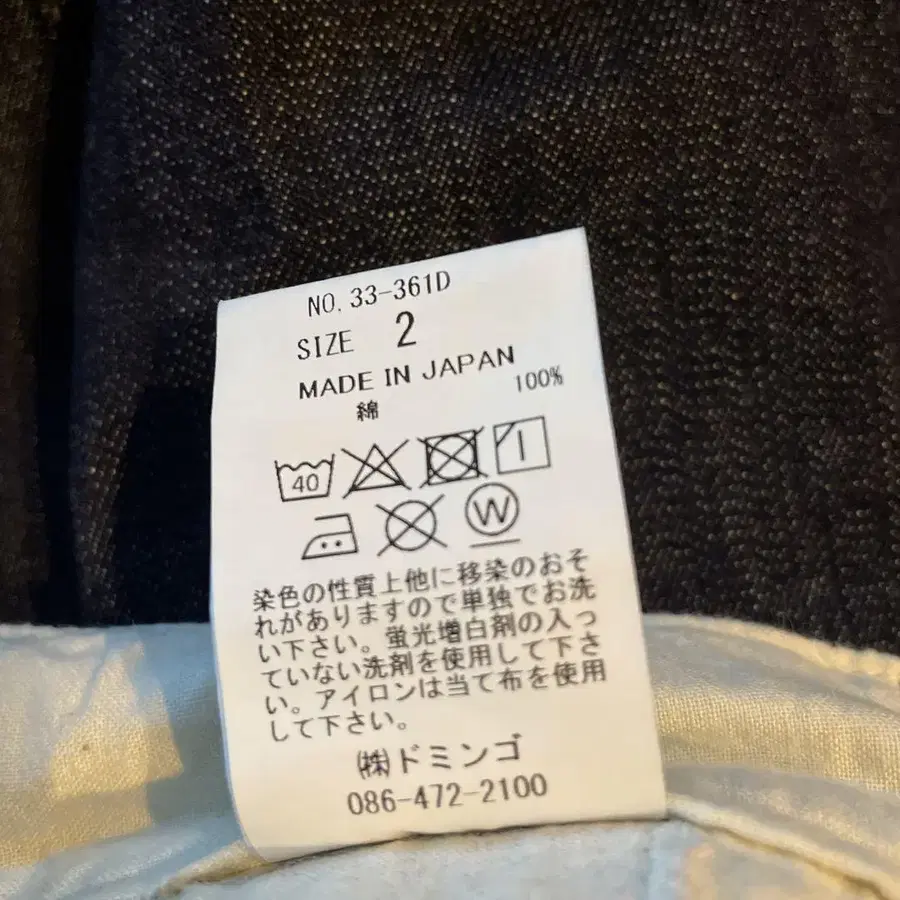 NO. 33-361D
SIZE 2
MADE IN JAPAN
綿 100%
40
W
染色の性質上他に移染のおそ
れがありますので単独でお洗
い下さい。蛍光増白剤の入っ
ていない洗剤を使用して下さ
い。アイロンは当て布を使用
して下さい。
㈱ドミンゴ
086-472-2100